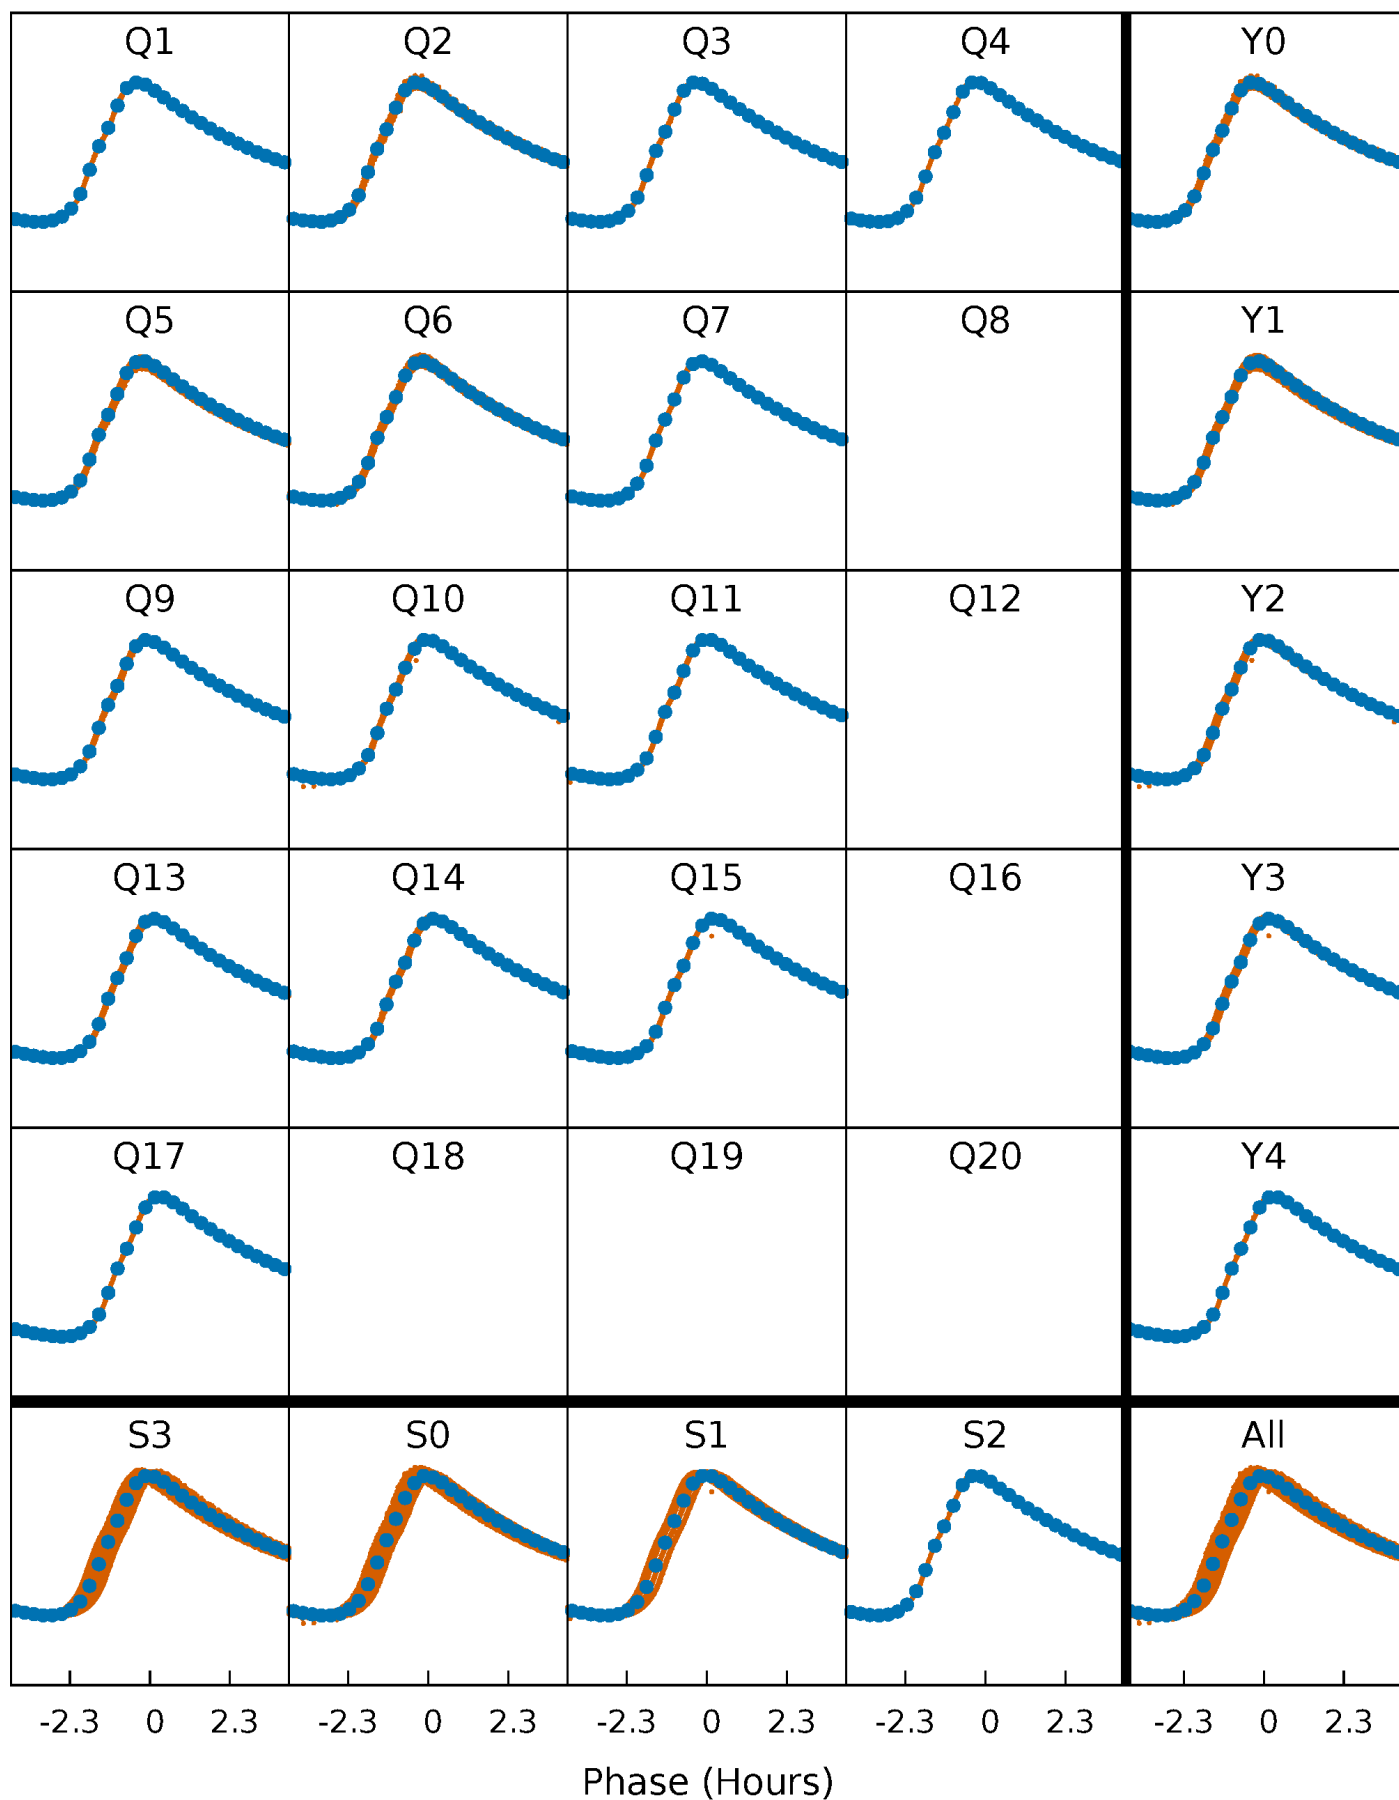 Q1 Q2 Q3 Q4 Y0
Q5 Q6 Q7 Q8 Y1
Q9 Q10 Q11 Q12 Y2
Q13 Q14 Q15 Q16 Y3
Q17 Q18 Q19 Q20 Y4
S3 S0 S1 S2 All
-2.3 0 2.3 -2.3 0 2.3 -2.3 0 2.3 -2.3 0 2.3 -2.3 0 2.3
Phase (Hours)